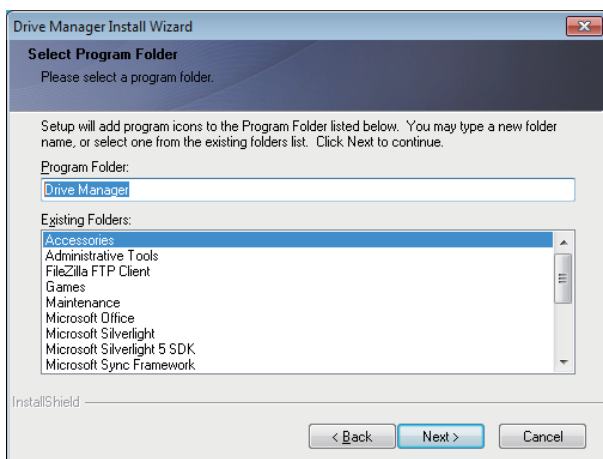 Drive Manager Install Wizard
Select Program Folder
Please select a program folder.
Setup will add program icons to the Program Folder listed below. You may type a new folder
name, or select one from the existing folders list. Click Next to continue.
Program Folder:
Drive Manager
Existing Folders:
Accessories
Administrative Tools
FileZilla FTP Client
Games
Maintenance
Microsoft Office
Microsoft Silverlight
Microsoft Silverlight 5 SDK
Microsoft Sync Framework
InstallShield
< Back
Next >
Cancel